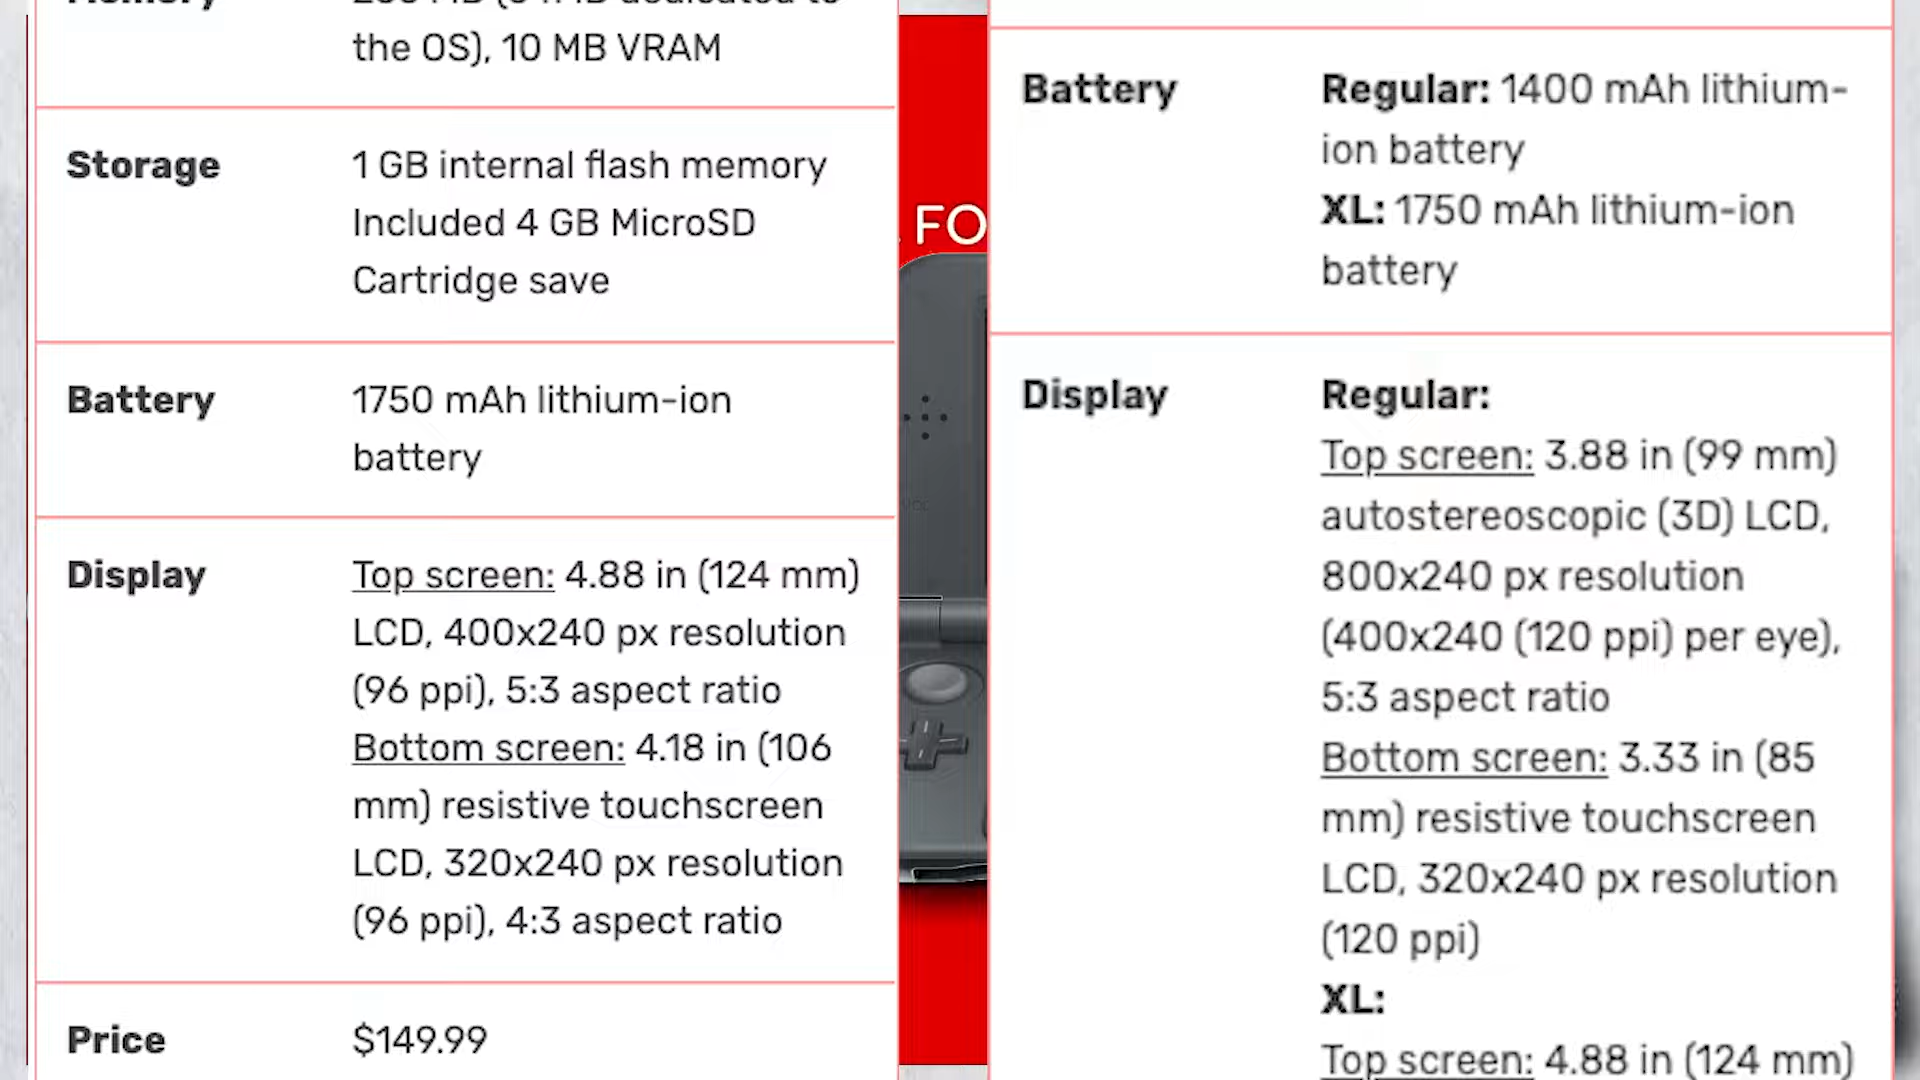 the OS), 10 MB VRAM
Storage
1 GB internal flash memory
Included 4 GB MicroSD
Cartridge save
Battery
1750 mAh lithium-ion
battery
Display
Top screen: 4.88 in (124 mm)
LCD, 400x240 px resolution
(96 ppi), 5:3 aspect ratio
Bottom screen: 4.18 in (106
mm) resistive touchscreen
LCD, 320x240 px resolution
(96 ppi), 4:3 aspect ratio
Price
$149.99
FO
Battery
Regular: 1400 mAh lithium-
ion battery
XL: 1750 mAh lithium-ion
battery
Display
Regular:
Top screen: 3.88 in (99 mm)
autostereoscopic (3D) LCD,
800x240 px resolution
(400x240 (120 ppi) per eye),
5:3 aspect ratio
Bottom screen: 3.33 in (85
mm) resistive touchscreen
LCD, 320x240 px resolution
(120 ppi)
XL:
Top screen: 4.88 in (124 mm)